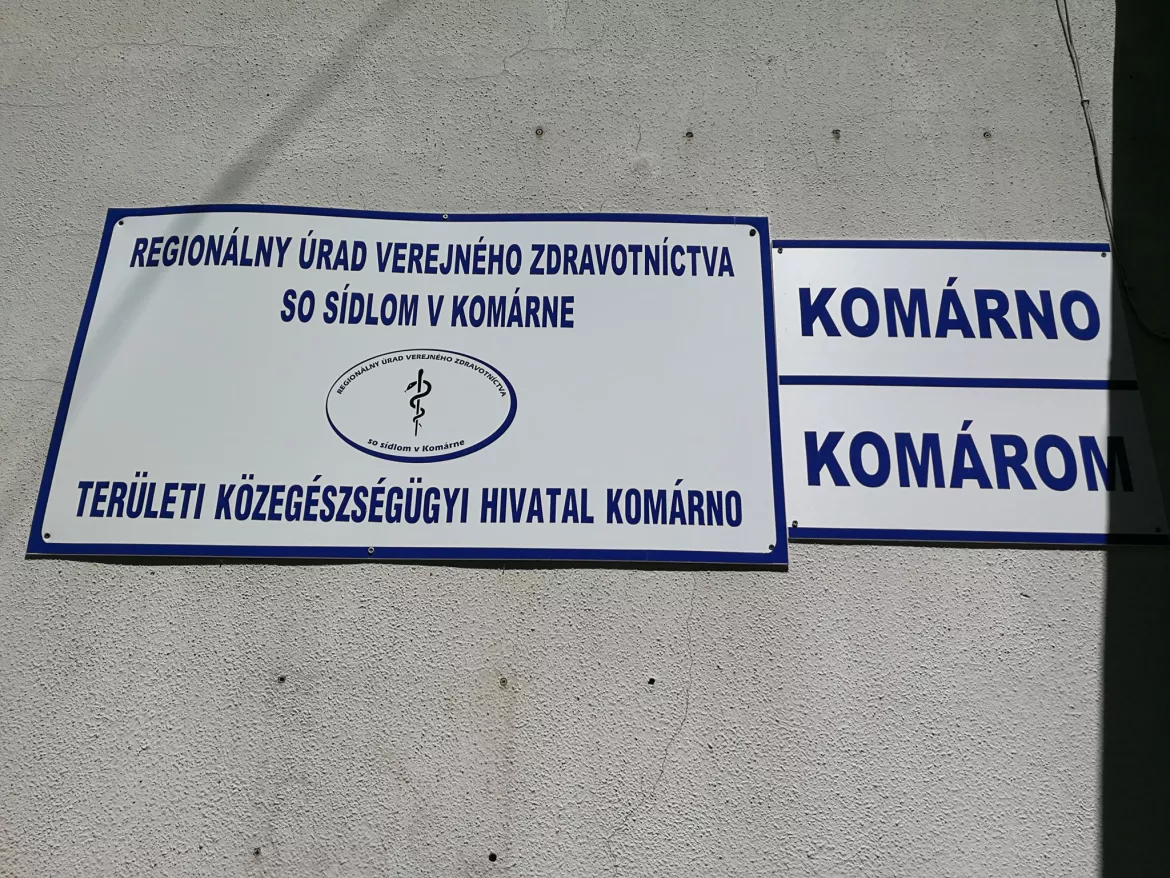 REGIONÁLNY ÚRAD VEREJNÉHO ZDRAVOTNÍCTVA
SO SÍDLOM V KOMÁRNE
REGIONÁLNY ÚRAD VEREJNÉHO ZDRAVOTNÍCTVA
so sídlom v Komárne
TERÜLETI KÖZEGÉSZSÉGÜGYI HIVATAL KOMÁRNO
KOMÁRNO
KOMÁROM